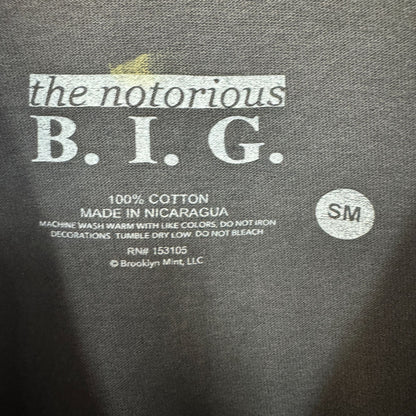 the notorious
B. I. G.
100% COTTON
MADE IN NICARAGUA
MACHINE WASH WARM WITH LIKE COLORS, DO NOT IRON
DECORATIONS. TUMBLE DRY LOW. DO NOT BLEACH
RN# 153105
© Brooklyn Mint, LLC
SM